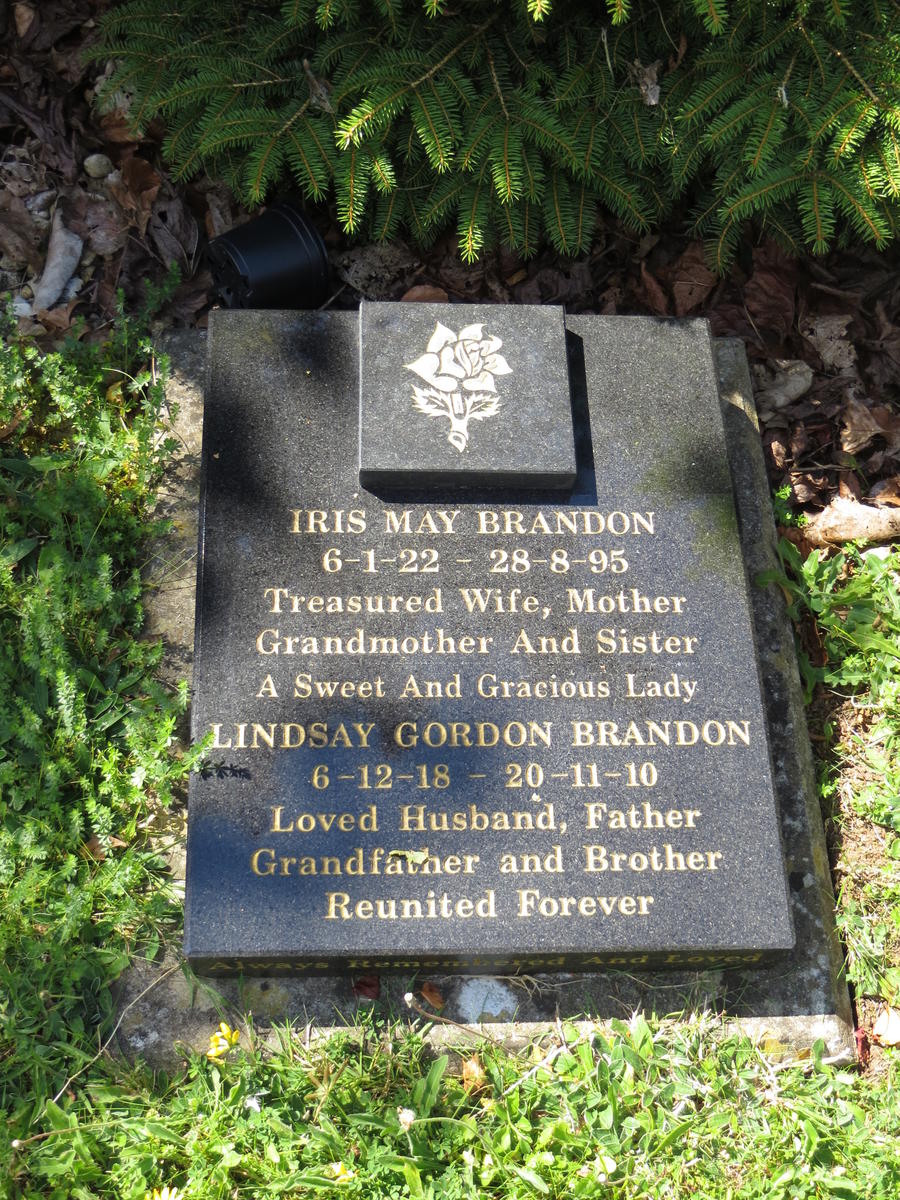 IRIS MAY BRANDON
6-1-22 - 28-8-95
Treasured Wife, Mother
Grandmother And Sister
A Sweet And Gracious Lady
LINDSAY GORDON BRANDON
6-12-18 - 20-11-10
Loved Husband, Father
Grandfather and Brother
Reunited Forever
Always Remembered And Loved